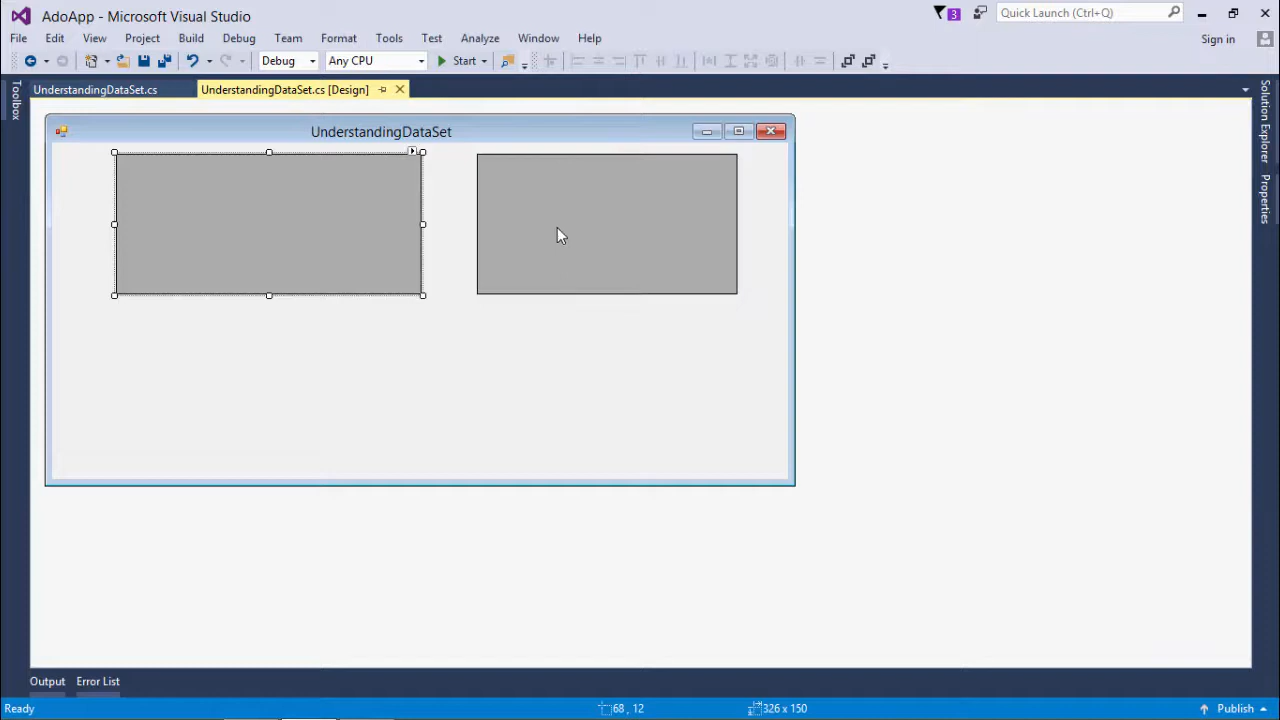 AdoApp - Microsoft Visual Studio
3
Quick Launch (Ctrl+Q)
File Edit View Project Build Debug Team Format Tools Test Analyze Window Help
Sign in
Debug Any CPU Start
Toolbox
UnderstandingDataSet.cs
UnderstandingDataSet.cs [Design]
Solution Explorer
Properties
UnderstandingDataSet
Output Error List
Ready 68 , 12 326 x 150 Publish